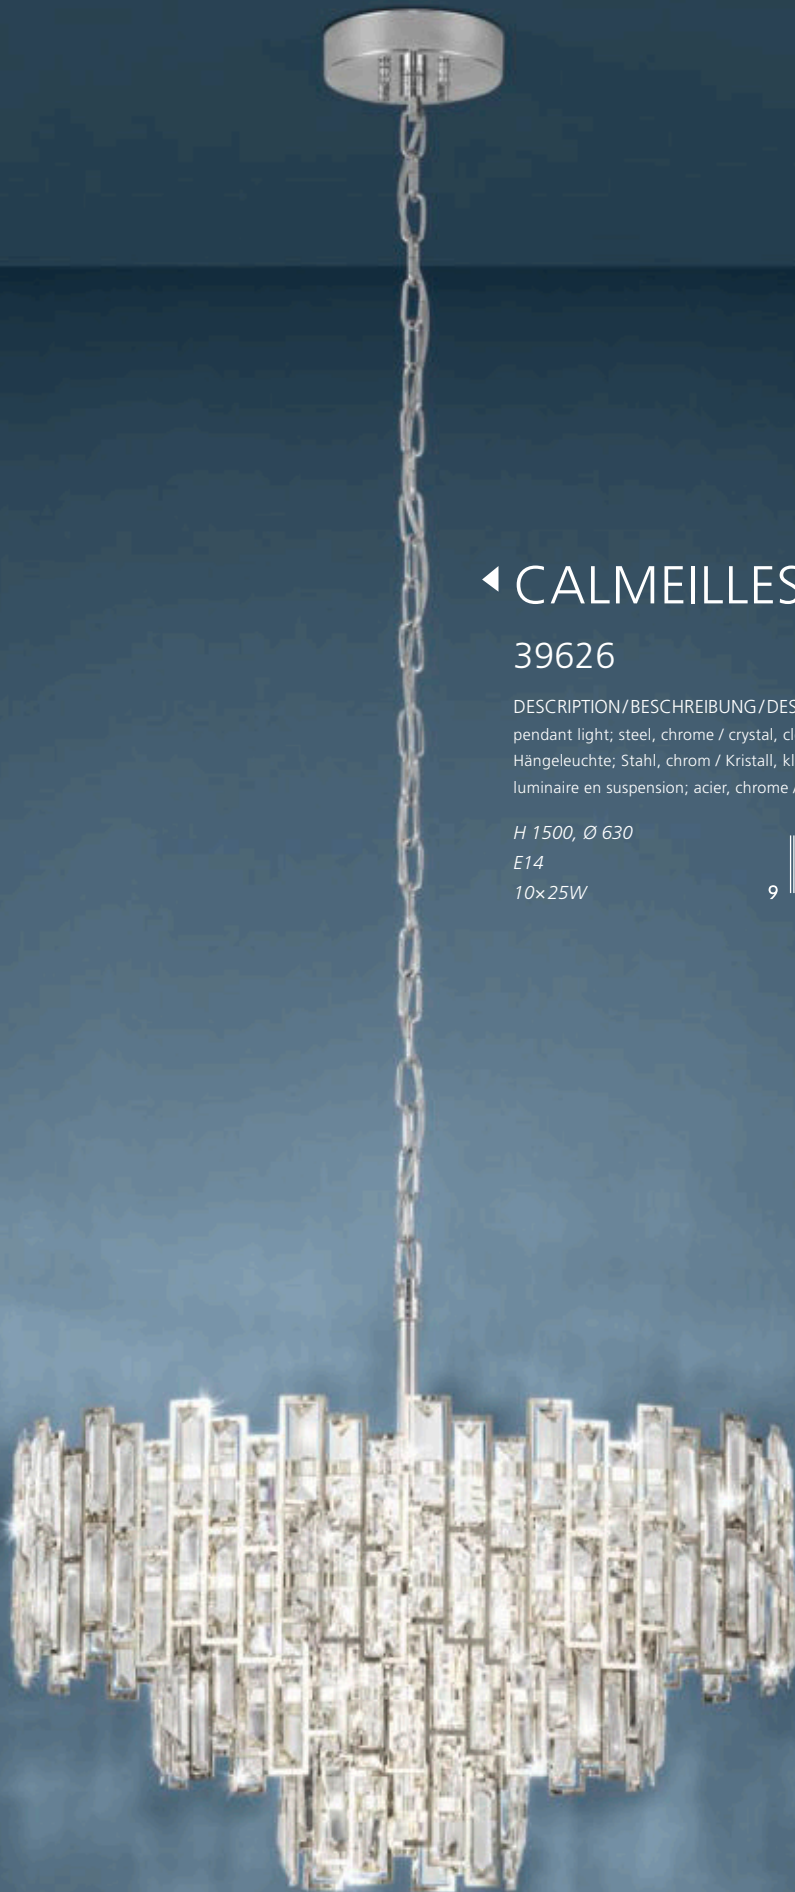 CALMEILLES
39626
DESCRIPTION/BESCHREIBUNG/DES
pendant light; steel, chrome / crystal, cl
Hängeleuchte; Stahl, chrom / Kristall, kl
luminaire en suspension; acier, chrome /
H 1500, Ø 630
E14
10×25W
9